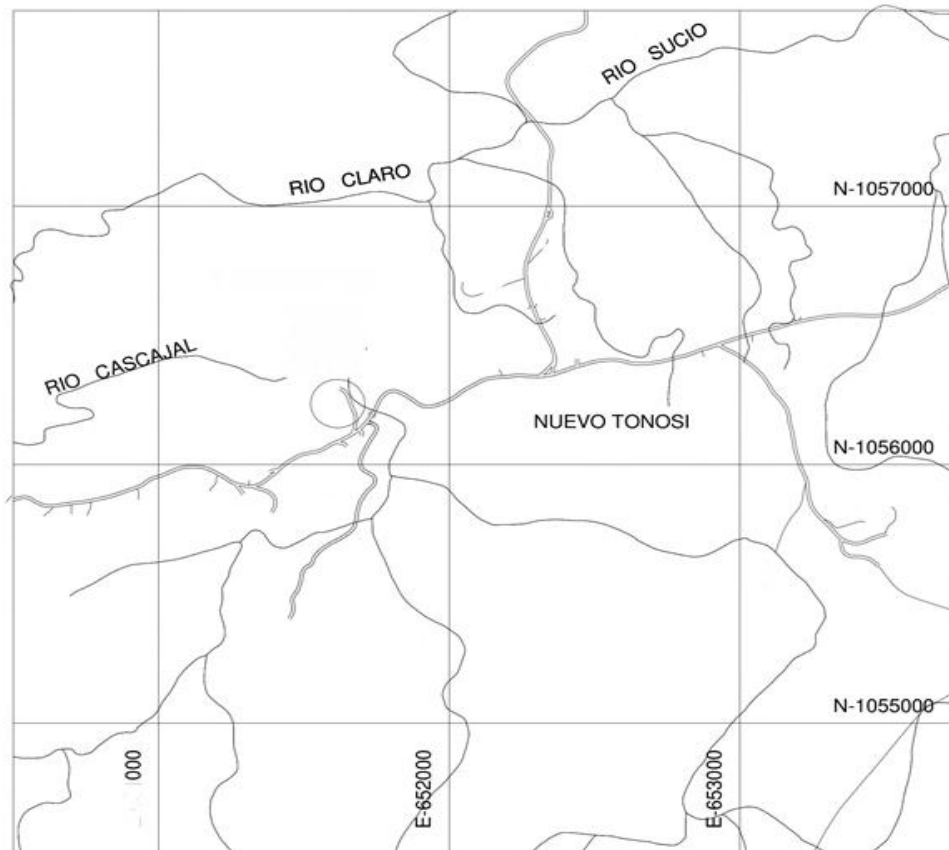 RIO SUCIO
RIO CLARO
N-1057000
RIO CASCAJAL
NUEVO TONOSI
N-1056000
N-1055000
000
E-652000
E-653000